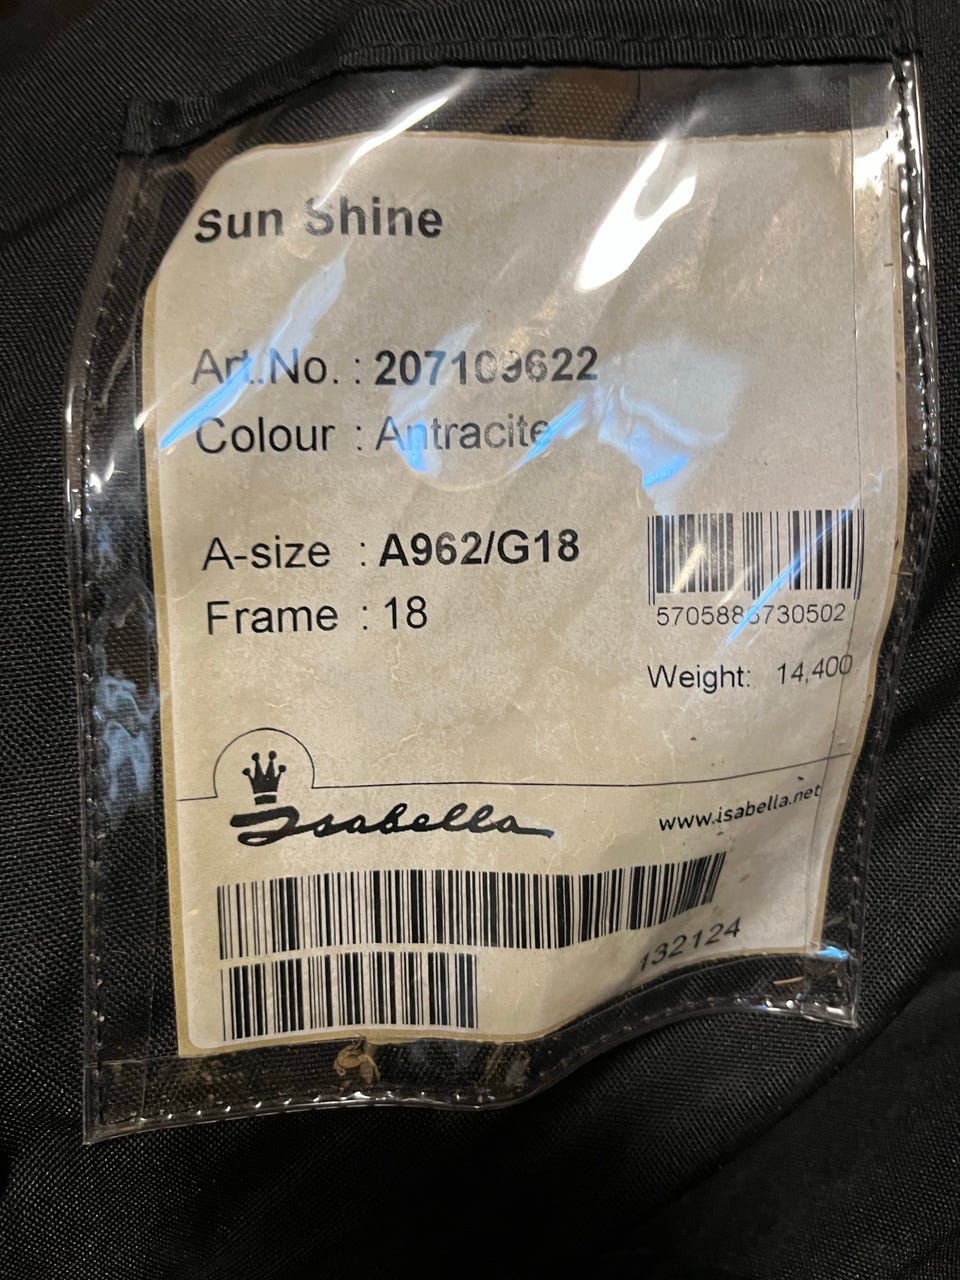 Sun Shine
Art.No. : 207109622
Colour : Antracite
A-size : A962/G18
Frame : 18
Weight: 14,400
Isabella
www.isabella.net
132124